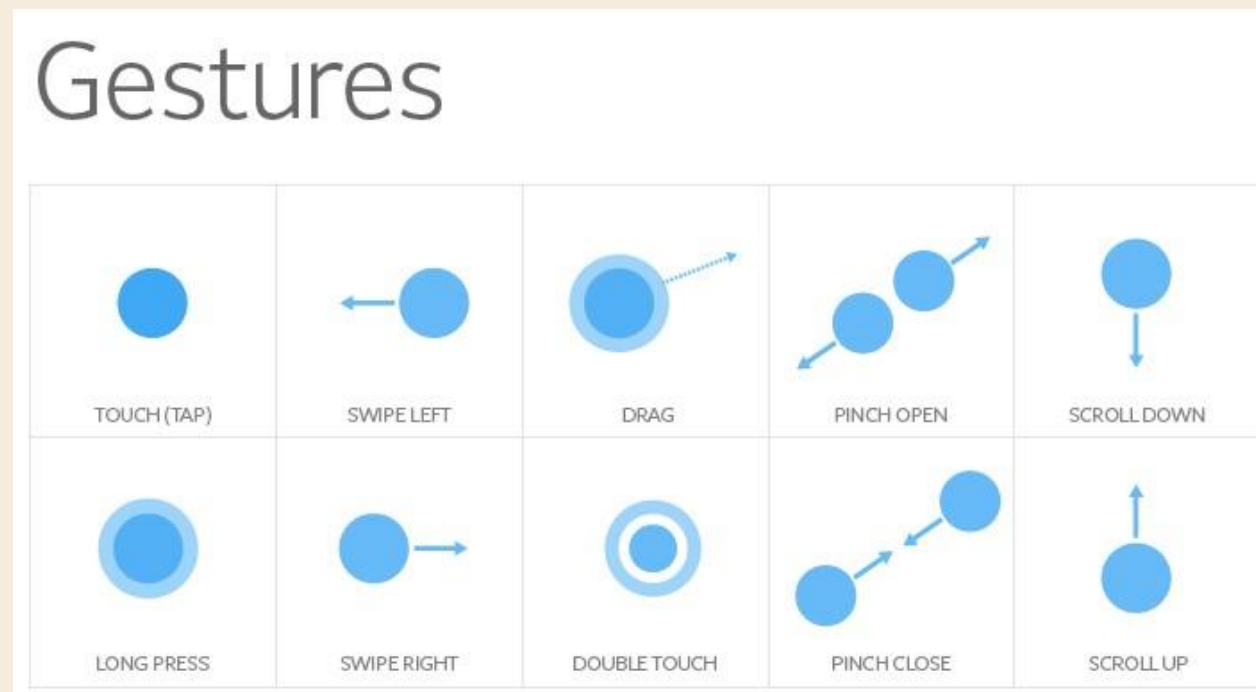 Gestures
TOUCH (TAP)
SWIPE LEFT
DRAG
PINCH OPEN
SCROLL DOWN
LONG PRESS
SWIPE RIGHT
DOUBLE TOUCH
PINCH CLOSE
SCROLL UP